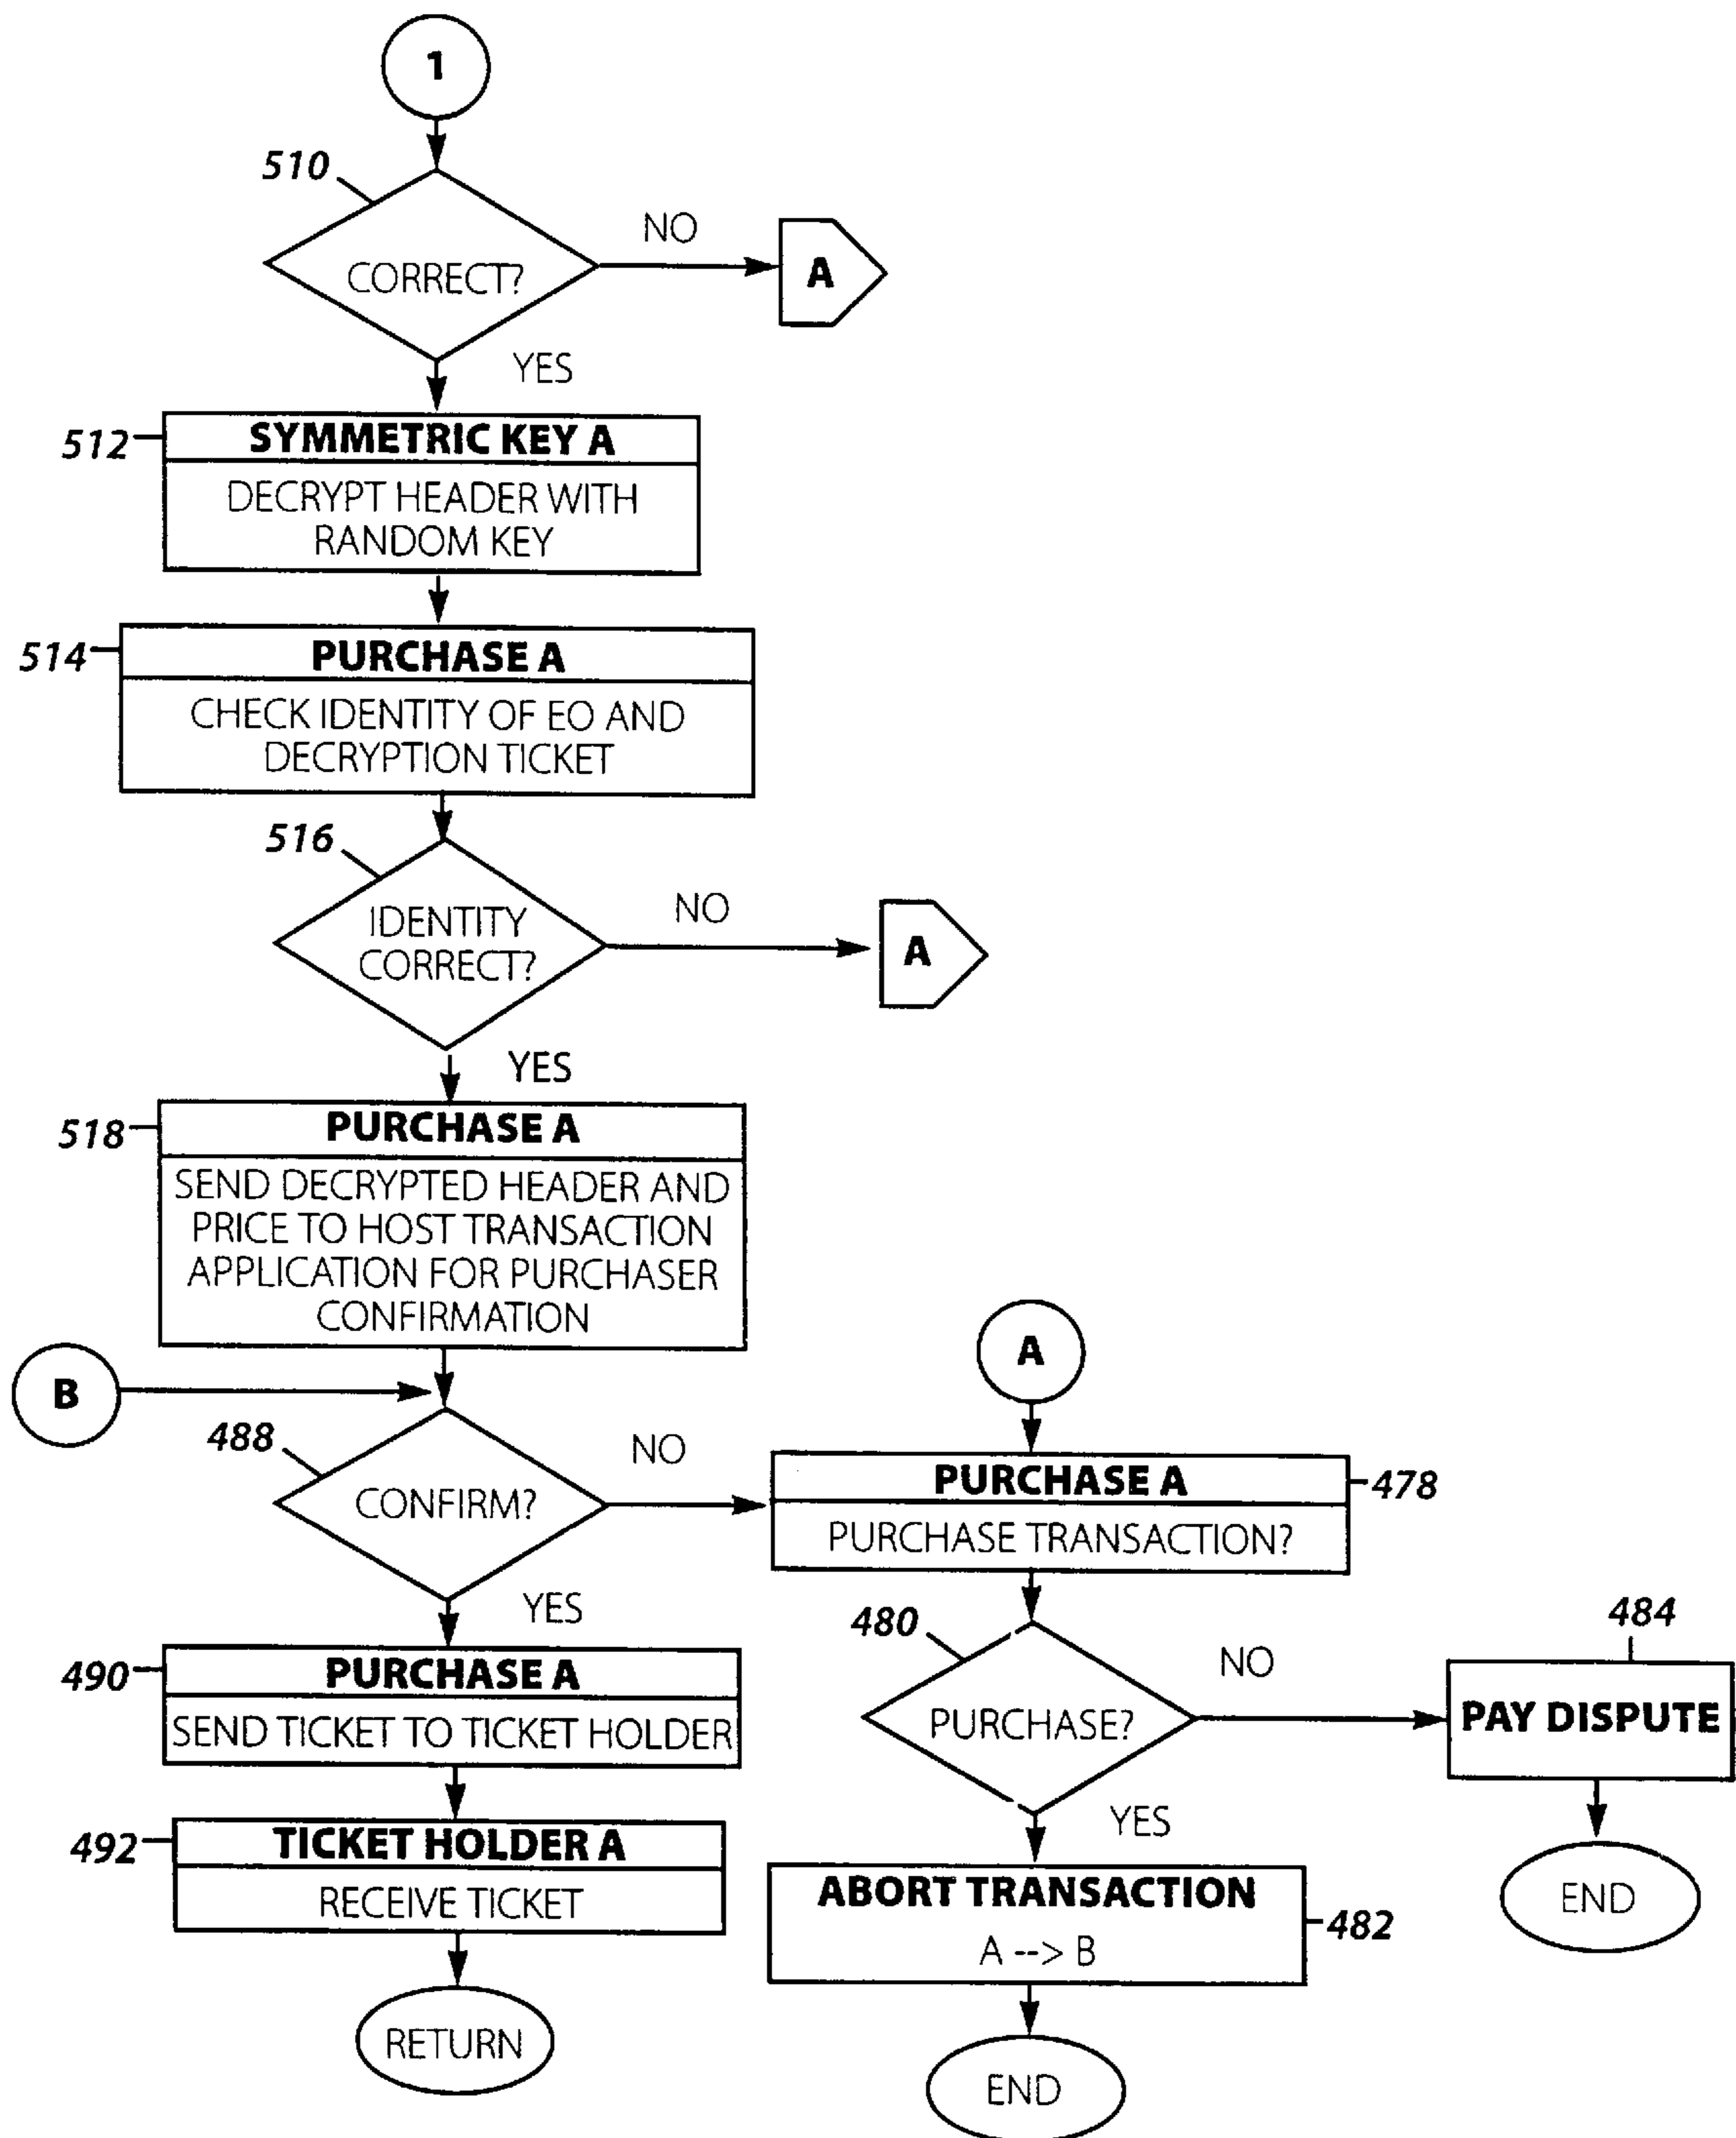 1
510
CORRECT?
NO
A
YES
512
SYMMETRIC KEY A
DECRYPT HEADER WITH
RANDOM KEY
514
PURCHASE A
CHECK IDENTITY OF EO AND
DECRYPTION TICKET
516
IDENTITY
CORRECT?
NO
A
YES
518
PURCHASE A
SEND DECRYPTED HEADER AND
PRICE TO HOST TRANSACTION
APPLICATION FOR PURCHASER
CONFIRMATION
B
488
CONFIRM?
NO
YES
490
PURCHASE A
SEND TICKET TO TICKET HOLDER
492
TICKET HOLDER A
RECEIVE TICKET
RETURN
A
PURCHASE A
478
PURCHASE TRANSACTION?
480
PURCHASE?
NO
484
PAY DISPUTE
END
YES
ABORT TRANSACTION
482
A --> B
END